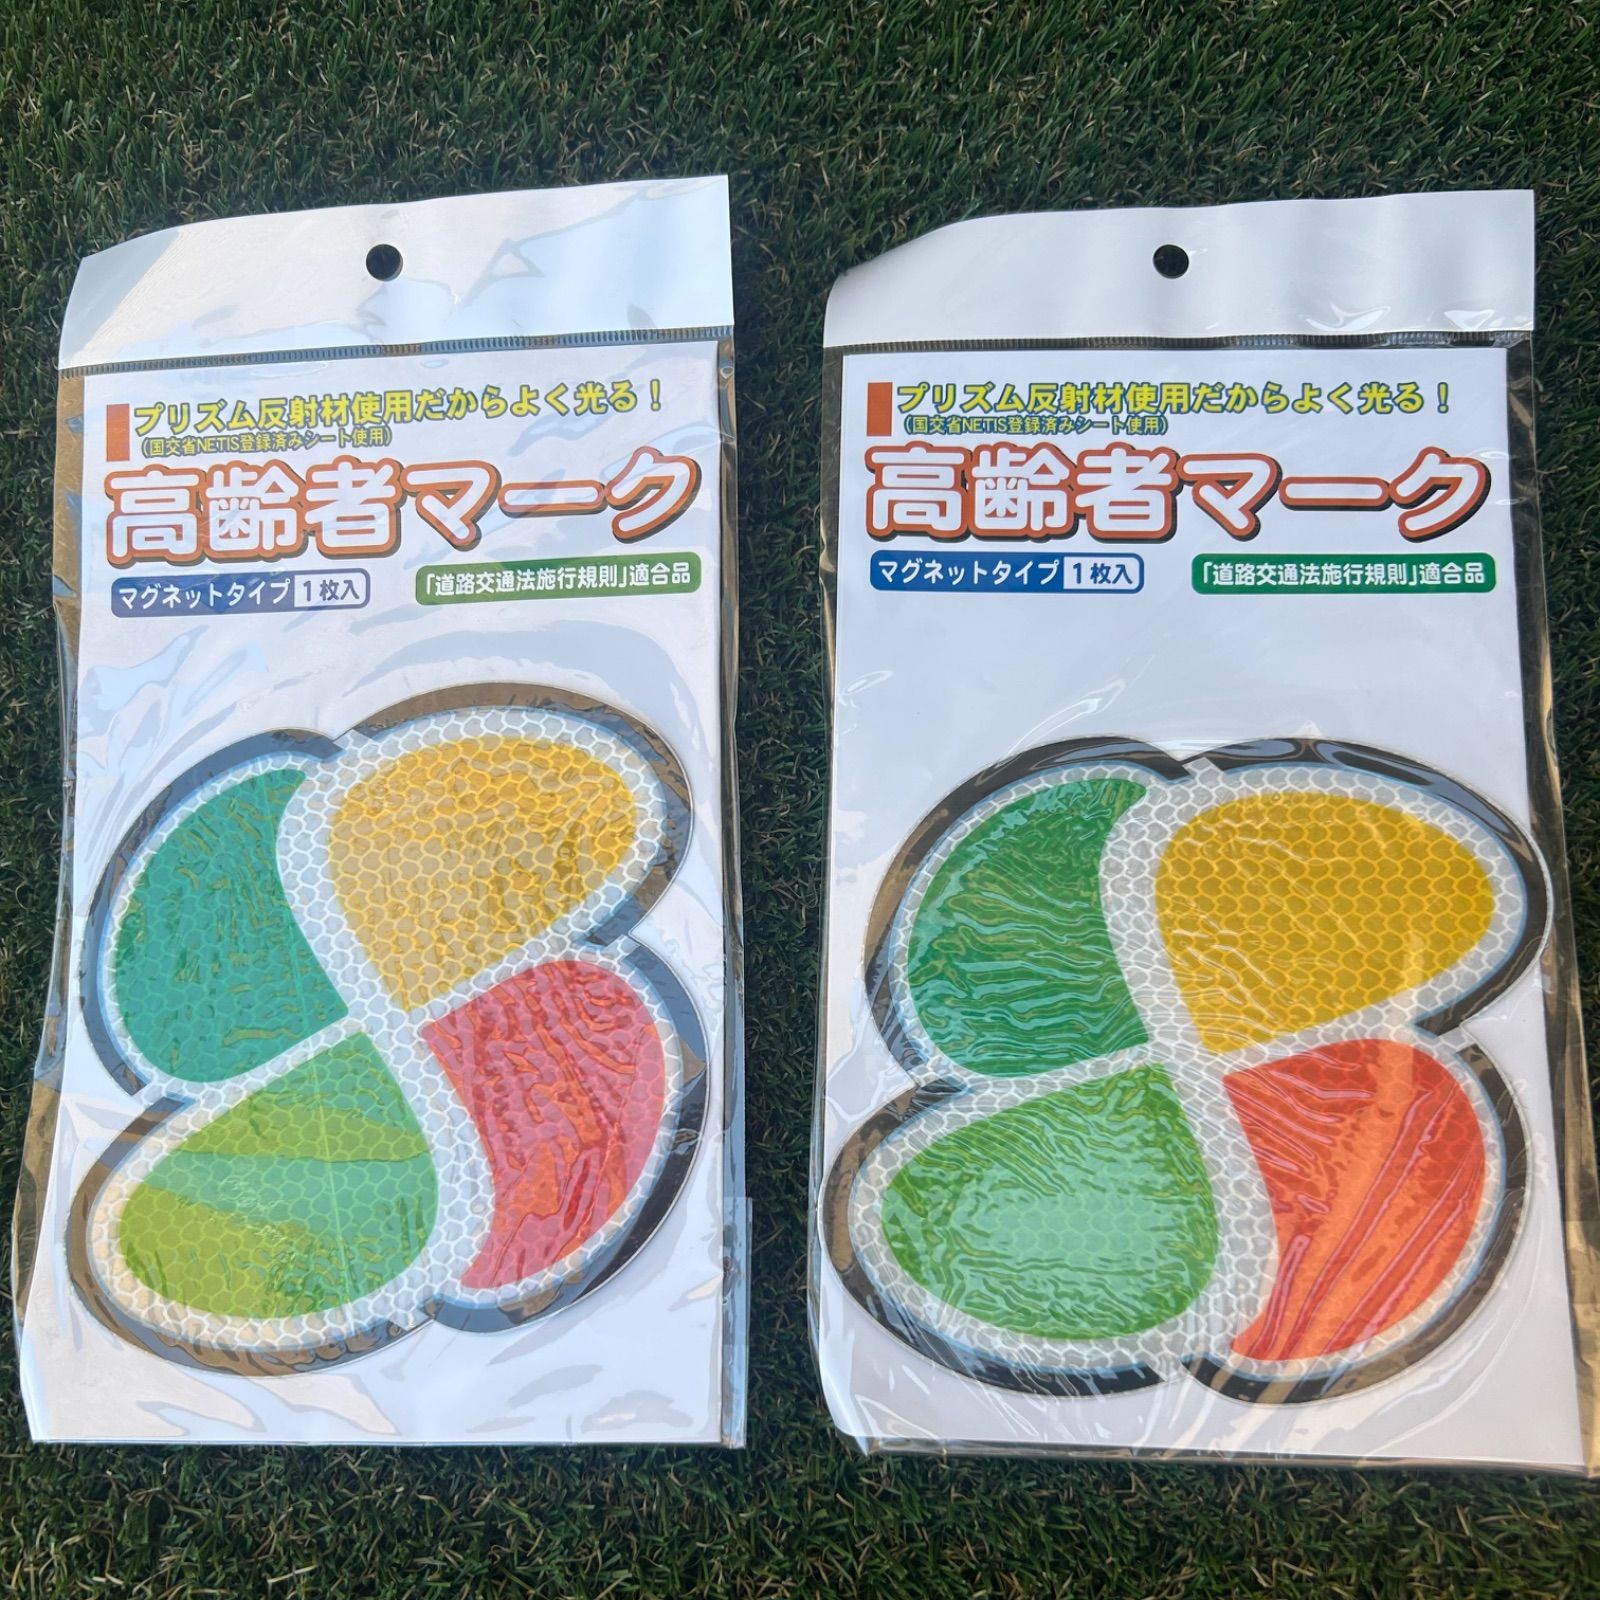 プリズム反射材使用だからよく光る！
（国交省NETIS登録済みシート使用）
高齢者マーク
マグネットタイプ 1枚入
「道路交通法施行規則」適合品
プリズム反射材使用だからよく光る！
（国交省NETIS登録済みシート使用）
高齢者マーク
マグネットタイプ 1枚入
「道路交通法施行規則」適合品